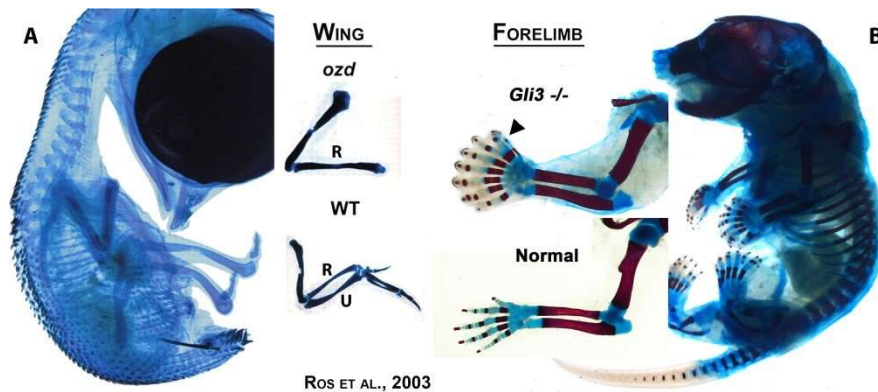 A
WING
ozd
R
WT
R
U
FORELIMB
Gli3 -/-
Normal
B
ROS ET AL., 2003